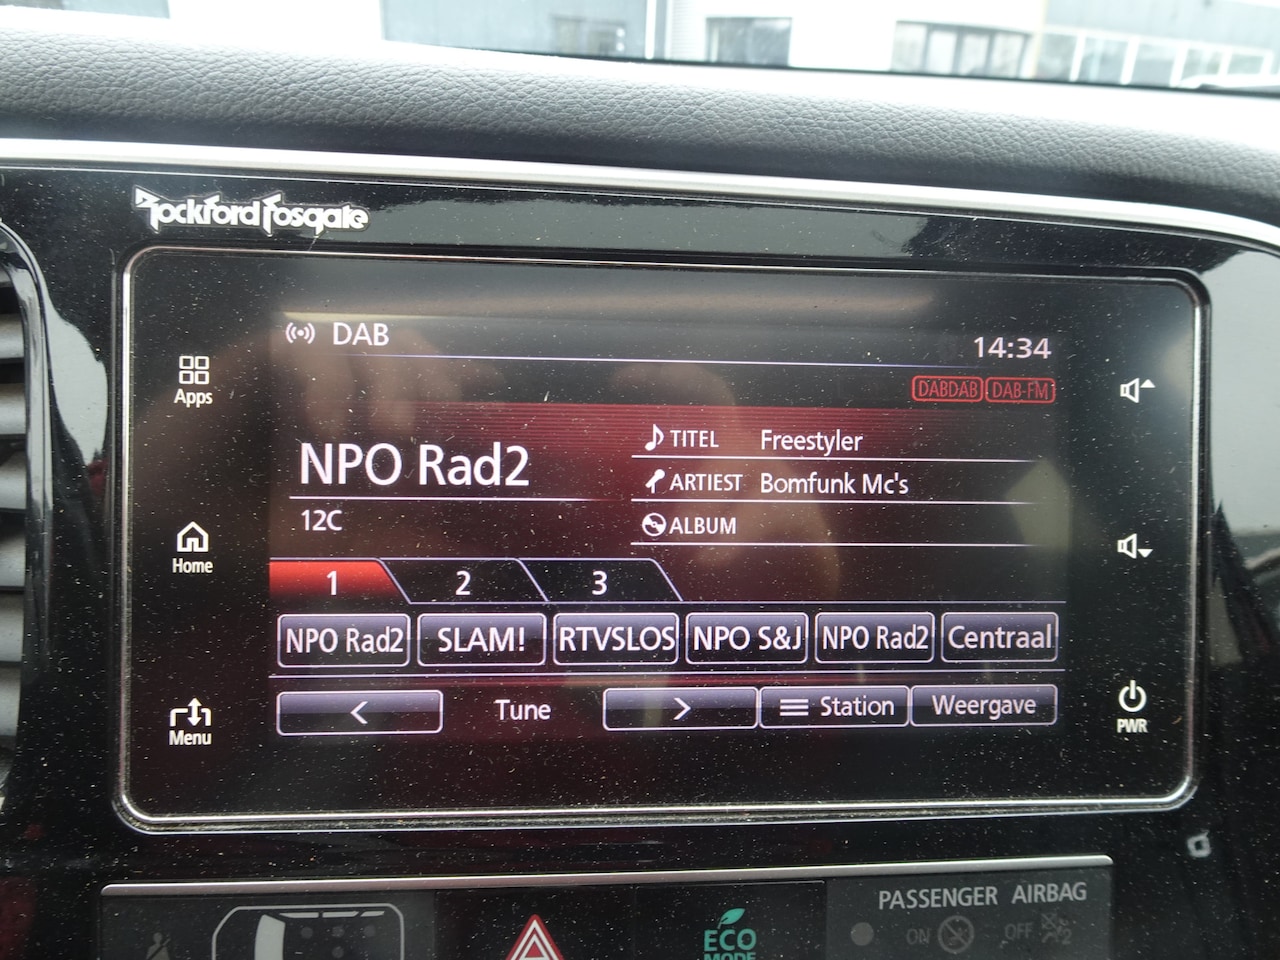 Rockford Fosgate
DAB
14:34
DABDAB DAB-FM
Apps
NPO Rad2
TITEL Freestyler
ARTIEST Bomfunk Mc's
12C
ALBUM
Home
1 2 3
NPO Rad2 SLAM! RTVSLOS NPO S&J NPO Rad2 Centraal
< Tune > Station Weergave
Menu
PWR
PASSENGER AIRBAG
ON OFF
ECO
MODE